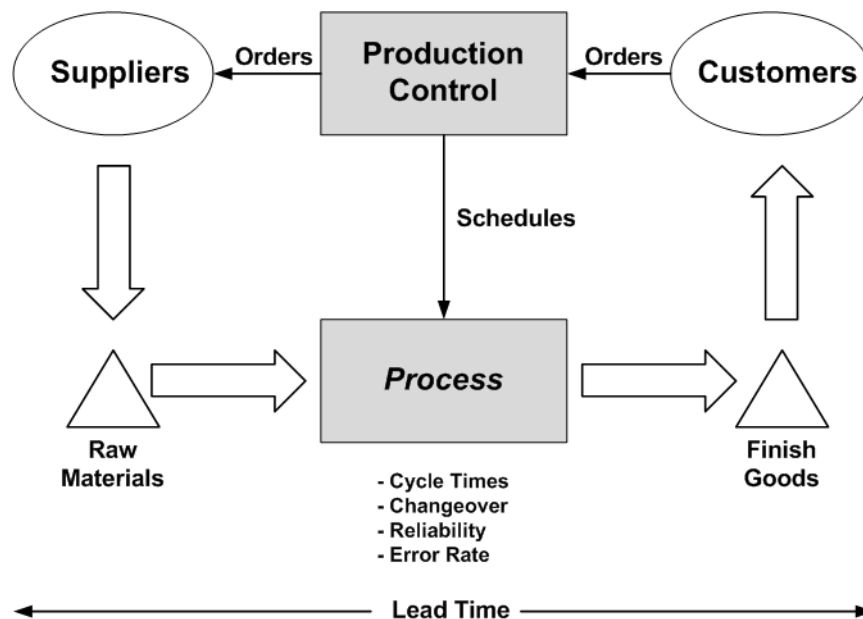 Suppliers
Orders
Production
Control
Orders
Customers
Schedules
Process
Raw
Materials
Finish
Goods
- Cycle Times
- Changeover
- Reliability
- Error Rate
Lead Time